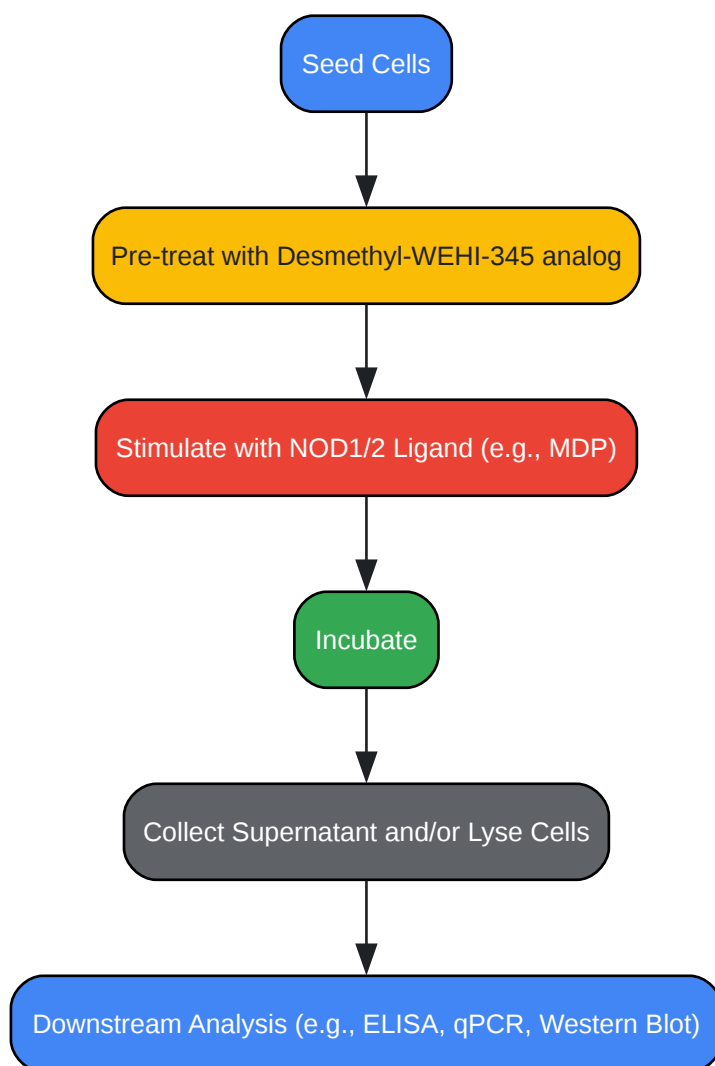 Seed Cells
Pre-treat with Desmethyl-WEHI-345 analog
Stimulate with NOD1/2 Ligand (e.g., MDP)
Incubate
Collect Supernatant and/or Lyse Cells
Downstream Analysis (e.g., ELISA, qPCR, Western Blot)